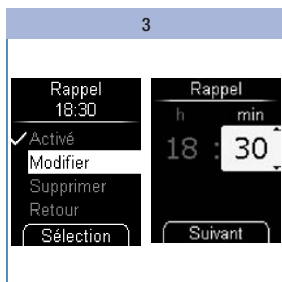 3
Rappel
18:30
Activé
Modifier
Supprimer
Retour
Sélection
Rappel
h min
18 : 30
Suivant